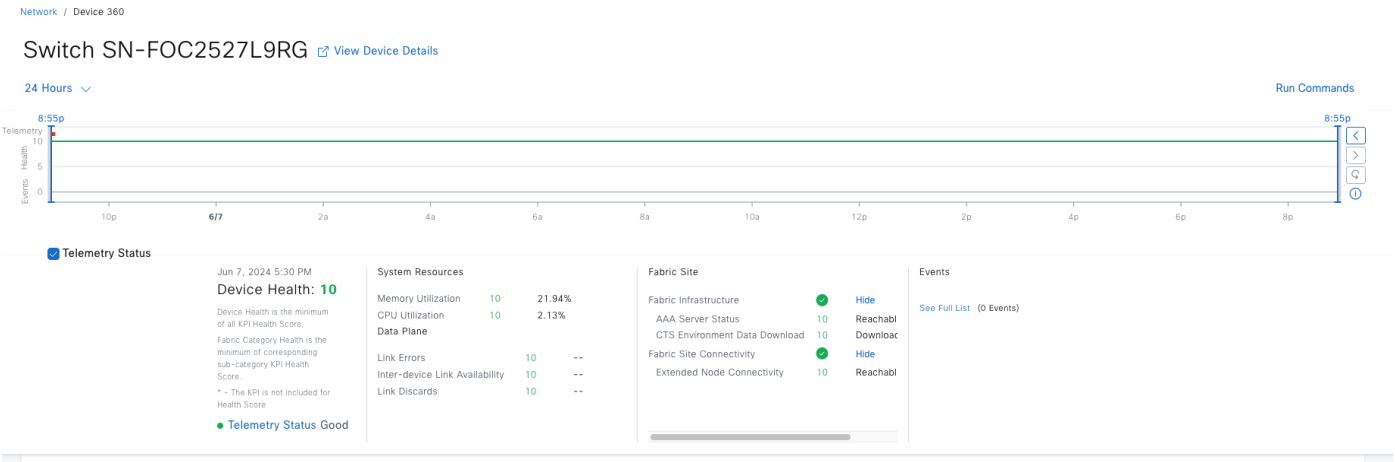 Network / Device 360
Switch SN-FOC2527L9RG View Device Details
24 Hours
Run Commands
8:55p 8:55p
Telemetry
Health
Events
10
5
0
10p 6/7 2a 4a 6a 8a 10a 12p 2p 4p 6p 8p
Telemetry Status
Jun 7, 2024 5:30 PM
Device Health: 10
Device Health is the minimum
of all KPI Health Score.
Fabric Category Health is the
minimum of corresponding
sub-category KPI Health
Score.
* - The KPI is not included for
Health Score
Telemetry Status Good
System Resources
Memory Utilization 10 21.94%
CPU Utilization 10 2.13%
Data Plane
Link Errors 10 --
Inter-device Link Availability 10 --
Link Discards 10 --
Fabric Site
Fabric Infrastructure Hide
AAA Server Status 10 Reachabl
CTS Environment Data Download 10 Downloac
Fabric Site Connectivity Hide
Extended Node Connectivity 10 Reachabl
Events
See Full List (0 Events)